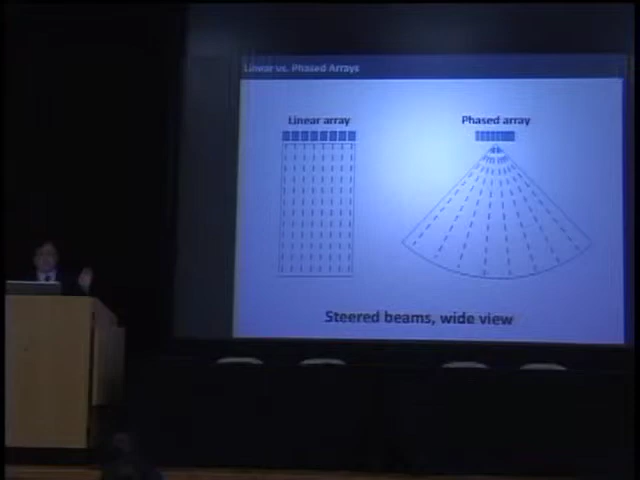 Linear vs. Phased Arrays
Linear array
Phased array
Steered beams, wide view